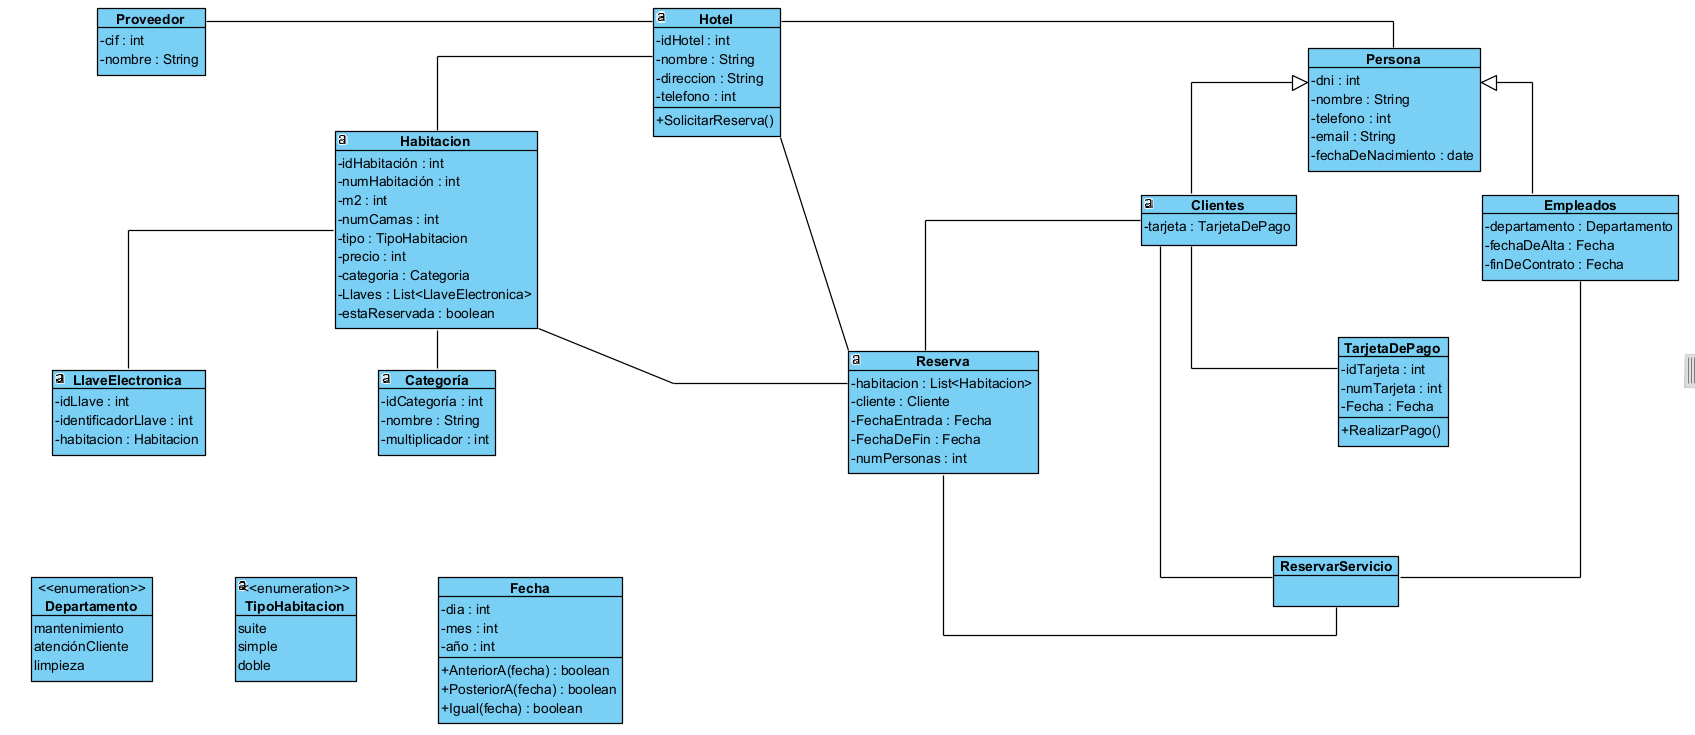 Proveedor
-cif : int
-nombre : String
a
Hotel
-idHotel : int
-nombre : String
-direccion : String
-telefono : int
+SolicitarReserva()
Persona
-dni : int
-nombre : String
-telefono : int
-email : String
-fechaDeNacimiento : date
a
Habitacion
-idHabitación : int
-numHabitación : int
-m2 : int
-numCamas : int
-tipo : TipoHabitacion
-precio : int
-categoria : Categoria
-Llaves : List<LlaveElectronica>
-estaReservada : boolean
a
Clientes
-tarjeta : TarjetaDePago
Empleados
-departamento : Departamento
-fechaDeAlta : Fecha
-finDeContrato : Fecha
a
LlaveElectronica
-idLlave : int
-identificadorLlave : int
-habitacion : Habitacion
a
Categoría
-idCategoría : int
-nombre : String
-multiplicador : int
a
Reserva
-habitacion : List<Habitacion>
-cliente : Cliente
-FechaEntrada : Fecha
-FechaDeFin : Fecha
-numPersonas : int
TarjetaDePago
-idTarjeta : int
-numTarjeta : int
-Fecha : Fecha
+RealizarPago()
ReservarServicio
<<enumeration>>
Departamento
mantenimiento
atenciónCliente
limpieza
a
<<enumeration>>
TipoHabitacion
suite
simple
doble
Fecha
-dia : int
-mes : int
-año : int
+AnteriorA(fecha) : boolean
+PosteriorA(fecha) : boolean
+Igual(fecha) : boolean